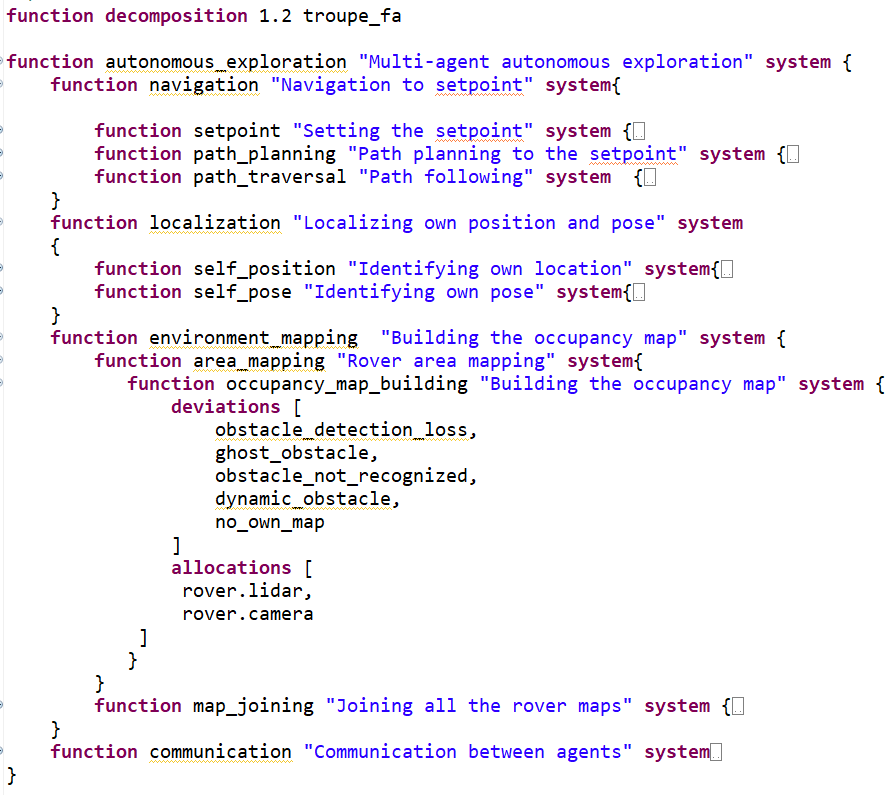 function decomposition 1.2 troupe_fa
function autonomous_exploration "Multi-agent autonomous exploration" system {
function navigation "Navigation to setpoint" system{
function setpoint "Setting the setpoint" system {
function path_planning "Path planning to the setpoint" system {
function path_traversal "Path following" system {
}
function localization "Localizing own position and pose" system
{
function self_position "Identifying own location" system{
function self_pose "Identifying own pose" system{
}
function environment_mapping "Building the occupancy map" system {
function area_mapping "Rover area mapping" system{
function occupancy_map_building "Building the occupancy map" system {
deviations [
obstacle_detection_loss,
ghost_obstacle,
obstacle_not_recognized,
dynamic_obstacle,
no_own_map
]
allocations [
rover.lidar,
rover.camera
]
}
}
function map_joining "Joining all the rover maps" system {
}
function communication "Communication between agents" system
}